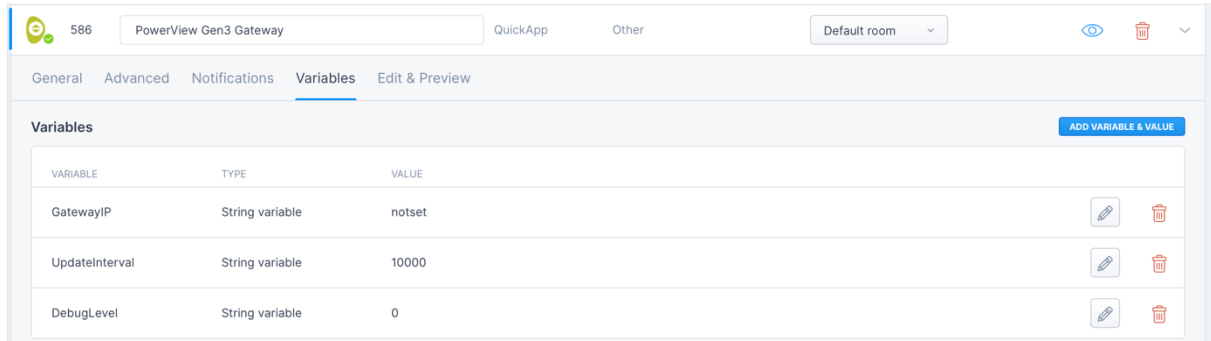 586 PowerView Gen3 Gateway QuickApp Other Default room
General Advanced Notifications Variables Edit & Preview
Variables ADD VARIABLE & VALUE
VARIABLE TYPE VALUE
GatewayIP String variable notset
UpdateInterval String variable 10000
DebugLevel String variable 0